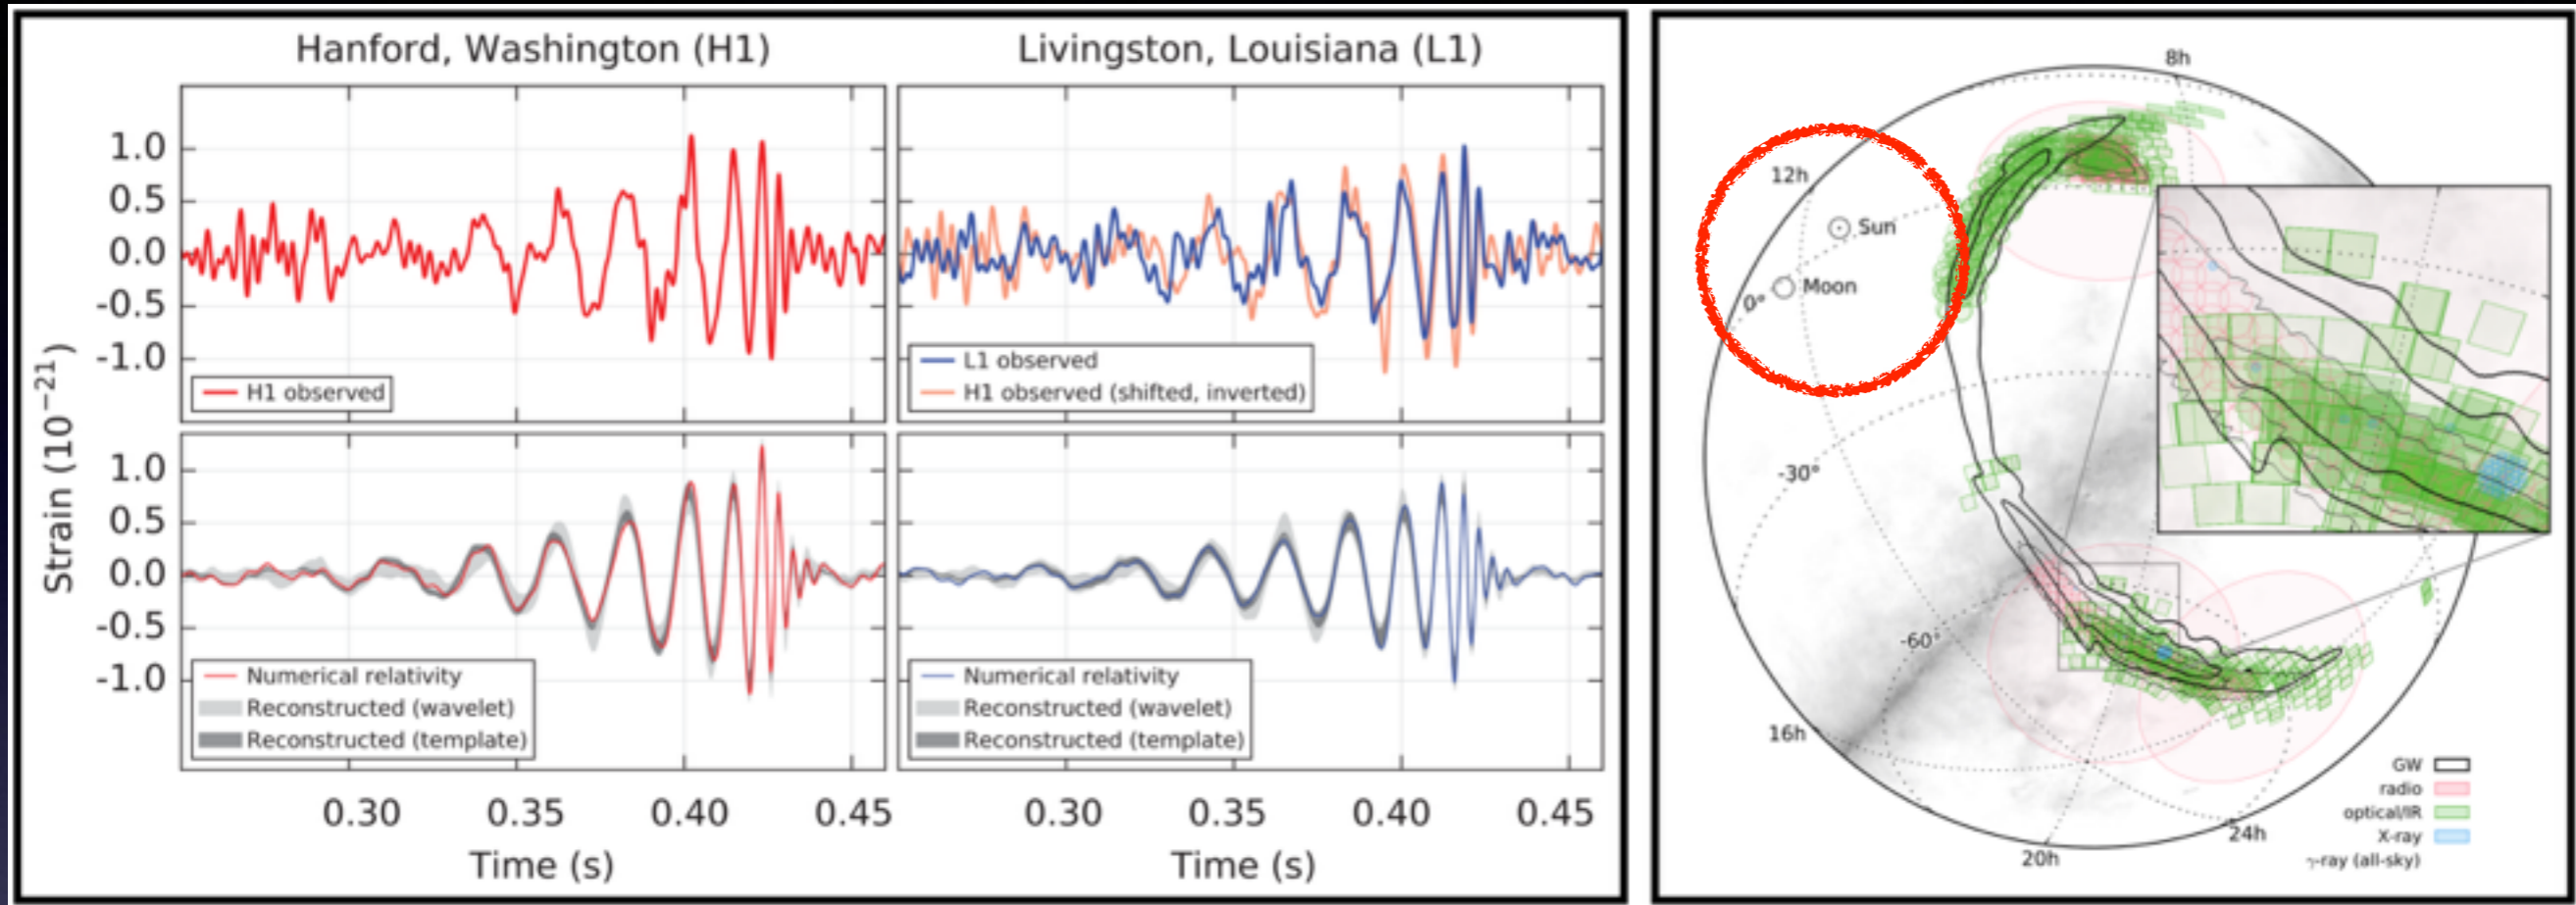 Hanford, Washington (H1)
Livingston, Louisiana (L1)
Strain (10⁻²¹)
1.0
0.5
0.0
-0.5
-1.0
H1 observed
L1 observed
H1 observed (shifted, inverted)
1.0
0.5
0.0
-0.5
-1.0
Numerical relativity
Reconstructed (wavelet)
Reconstructed (template)
Numerical relativity
Reconstructed (wavelet)
Reconstructed (template)
0.30 0.35 0.40 0.45
0.30 0.35 0.40 0.45
Time (s)
Time (s)
8h
12h
Sun
Moon
0°
-30°
-60°
16h
20h
24h
GW
radio
optical/IR
X-ray
γ-ray (all-sky)